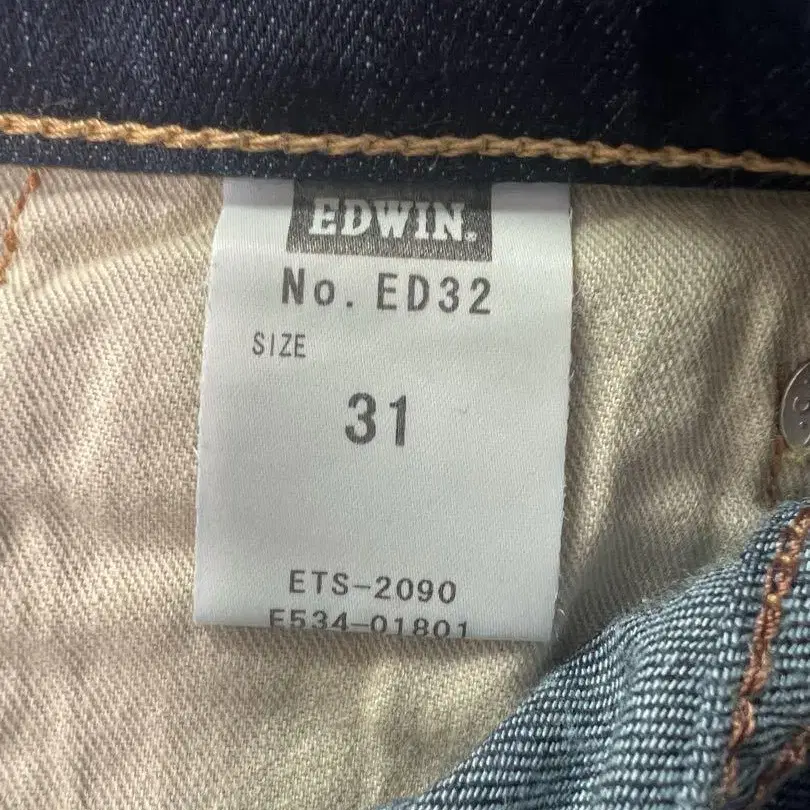 EDWIN.
No. ED32
SIZE
31
ETS-2090
E534-01801